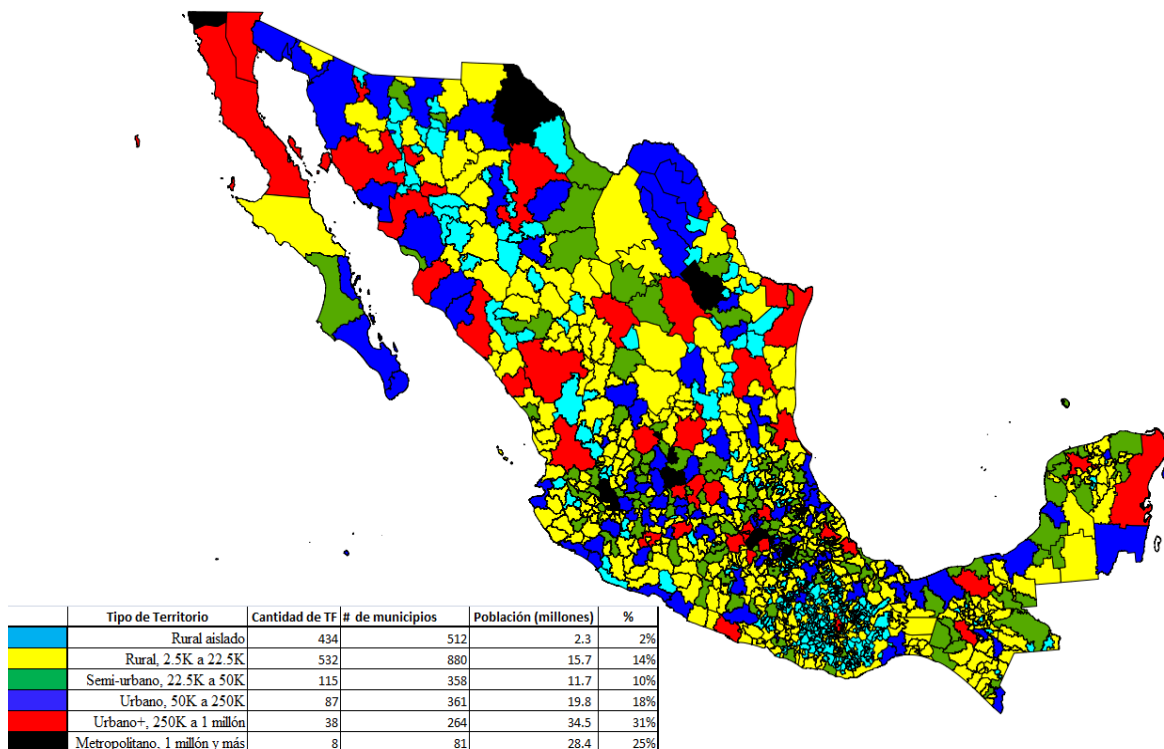 Tipo de Territorio Cantidad de TF # de municipios Población (millones) %
Rural aislado 434 512 2.3 2%
Rural, 2.5K a 22.5K 532 880 15.7 14%
Semi-urbano, 22.5K a 50K 115 358 11.7 10%
Urbano, 50K a 250K 87 361 19.8 18%
Urbano+, 250K a 1 millón 38 264 34.5 31%
Metropolitano, 1 millón y más 8 81 28.4 25%